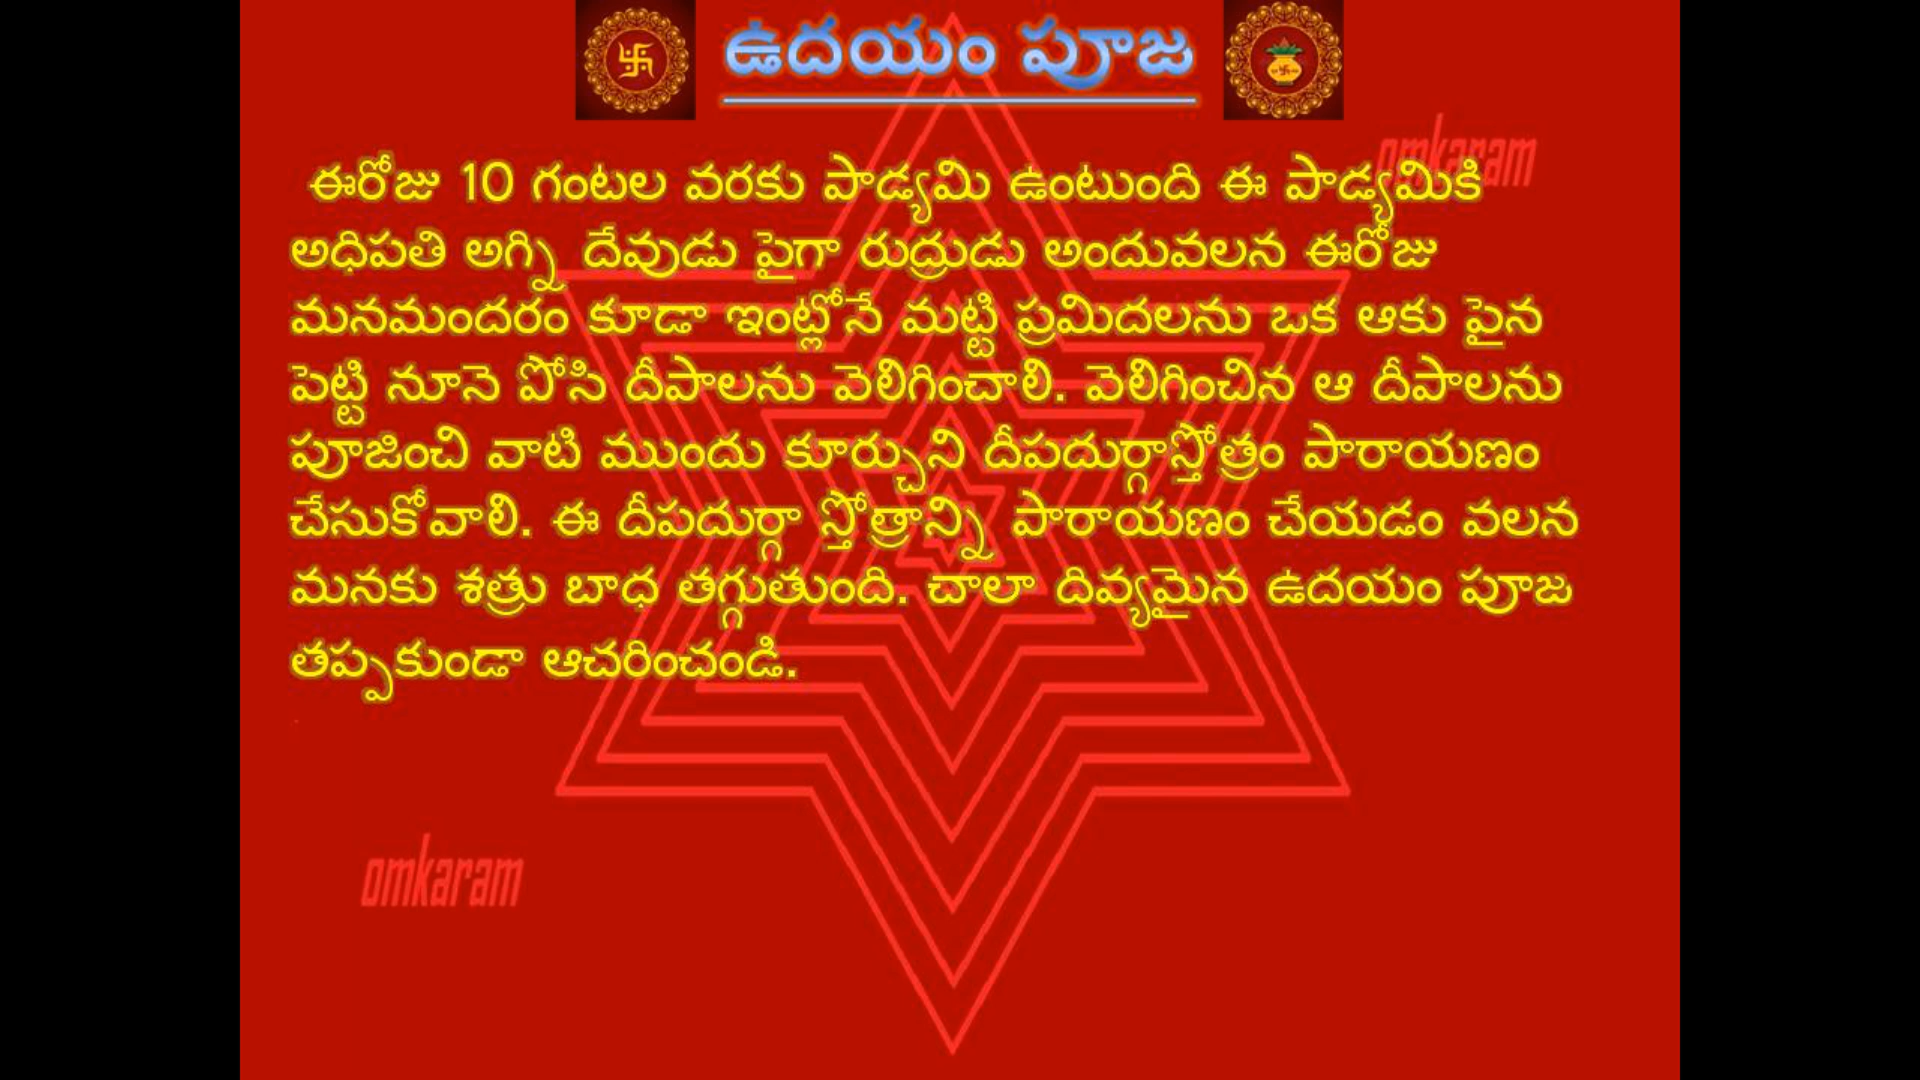 ఉదయం పూజ
omkaram
ఈరోజు 10 గంటల వరకు పాడ్యమి ఉంటుంది ఈ పాడ్యమికి
అధిపతి అగ్ని దేవుడు పైగా రుద్రుడు అందువలన ఈరోజు
మనమందరం కూడా ఇంట్లోనే మట్టి ప్రమిదలను ఒక ఆకు పైన
పెట్టి నూనె పోసి దీపాలను వెలిగించాలి. వెలిగించిన ఆ దీపాలను
పూజించి వాటి ముందు కూర్చుని దీపదుర్గాస్తోత్రం పారాయణం
చేసుకోవాలి. ఈ దీపదుర్గా స్తోత్రాన్ని పారాయణం చేయడం వలన
మనకు శత్రు బాధ తగ్గుతుంది. చాలా దివ్యమైన ఉదయం పూజ
తప్పకుండా ఆచరించండి.
omkaram